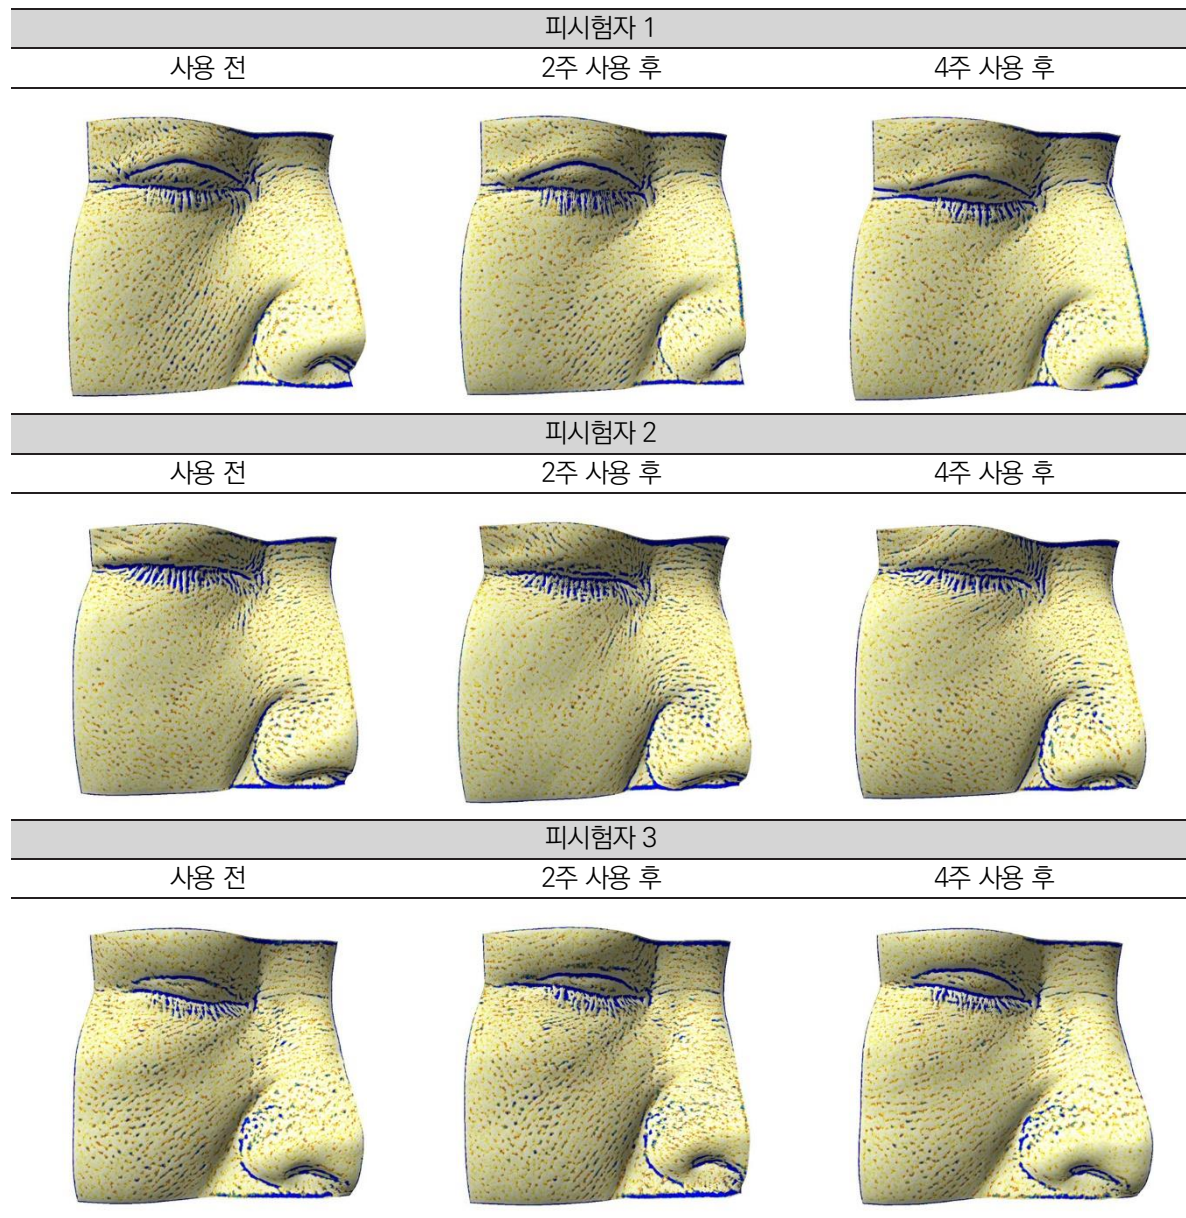 피시험자 1
사용 전 2주 사용 후 4주 사용 후
피시험자 2
사용 전 2주 사용 후 4주 사용 후
피시험자 3
사용 전 2주 사용 후 4주 사용 후